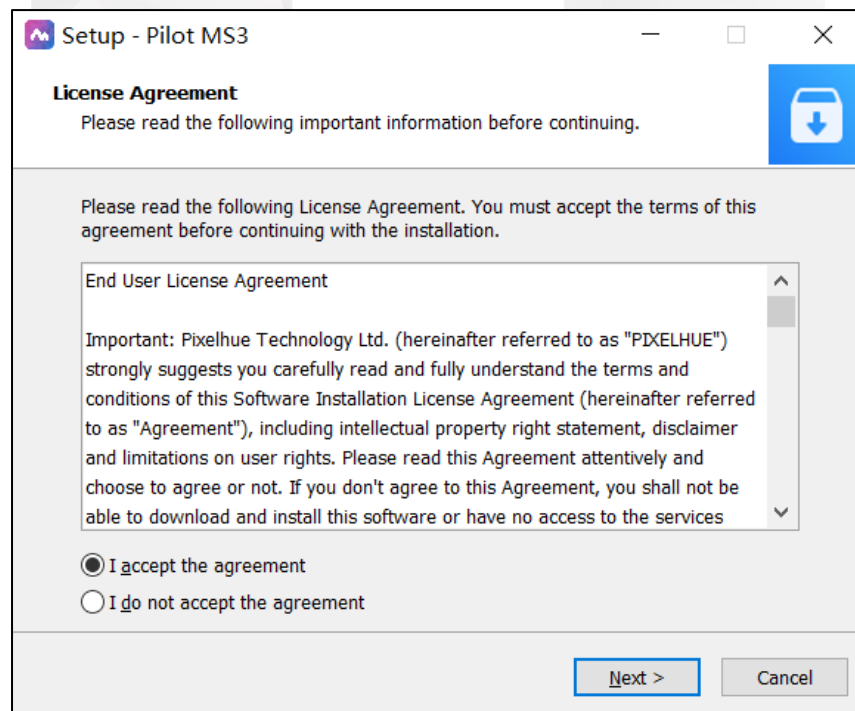 Setup - Pilot MS3
License Agreement
Please read the following important information before continuing.
Please read the following License Agreement. You must accept the terms of this
agreement before continuing with the installation.
End User License Agreement
Important: Pixelhue Technology Ltd. (hereinafter referred to as "PIXELHUE")
strongly suggests you carefully read and fully understand the terms and
conditions of this Software Installation License Agreement (hereinafter referred
to as "Agreement"), including intellectual property right statement, disclaimer
and limitations on user rights. Please read this Agreement attentively and
choose to agree or not. If you don't agree to this Agreement, you shall not be
able to download and install this software or have no access to the services
I accept the agreement
I do not accept the agreement
Next >
Cancel